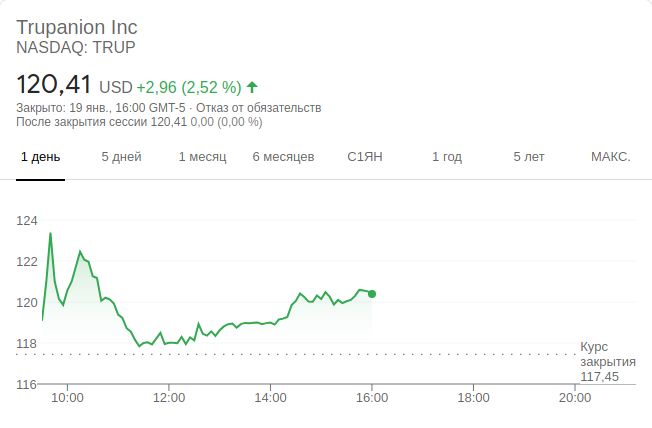 Trupanion Inc
NASDAQ: TRUP
120,41 USD +2,96 (2,52 %)
Закрыто: 19 янв., 16:00 GMT-5 · Отказ от обязательств
После закрытия сессии 120,41 0,00 (0,00 %)
1 день 5 дней 1 месяц 6 месяцев С1ЯН 1 год 5 лет МАКС.
124
122
120
118
Курс
закрытия
117,45
116
10:00 12:00 14:00 16:00 18:00 20:00